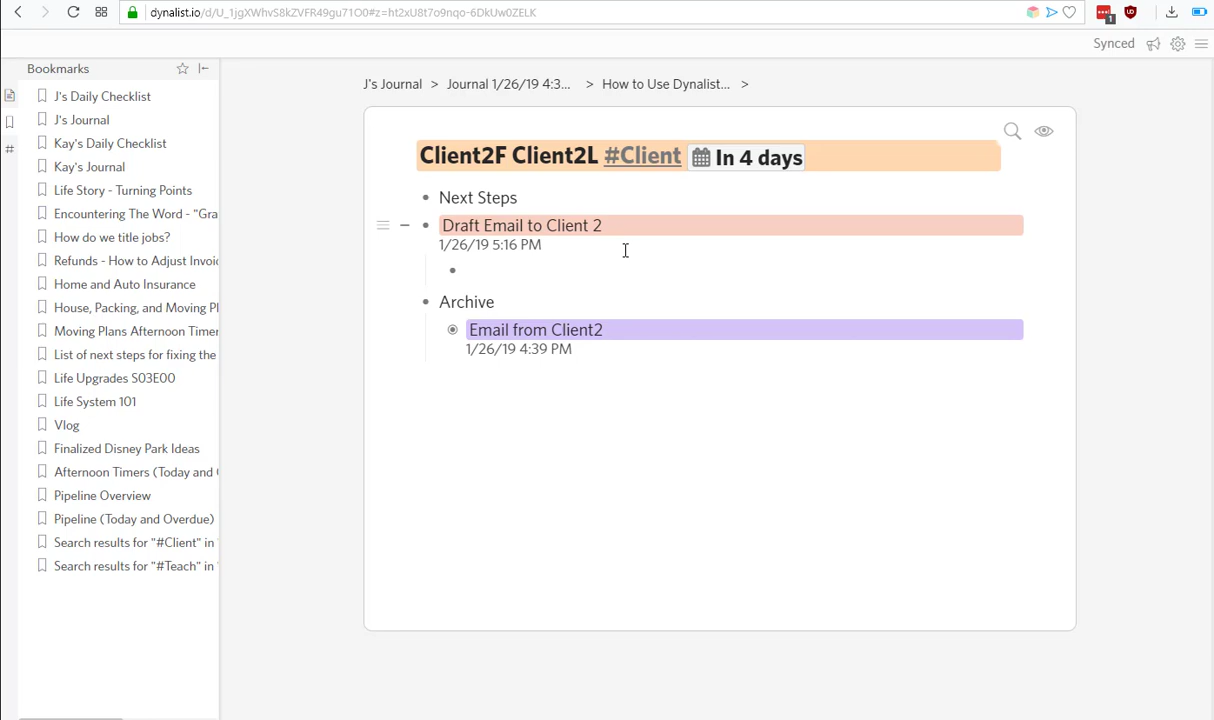 dynalist.io/d/U_1jgXWhvS8kZVFR49gu71O0#z=ht2xU8t7o9nqo-6DkUw0ZELK
1
UD
Synced
Bookmarks
J's Daily Checklist
J's Journal
Kay's Daily Checklist
Kay's Journal
Life Story - Turning Points
Encountering The Word - "Gra
How do we title jobs?
Refunds - How to Adjust Invoic
Home and Auto Insurance
House, Packing, and Moving Pl
Moving Plans Afternoon Timer
List of next steps for fixing the
Life Upgrades S03E00
Life System 101
Vlog
Finalized Disney Park Ideas
Afternoon Timers (Today and O
Pipeline Overview
Pipeline (Today and Overdue)
Search results for "#Client" in "
Search results for "#Teach" in "
J's Journal > Journal 1/26/19 4:3... > How to Use Dynalist... >
Client2F Client2L #Client In 4 days
Next Steps
Draft Email to Client 2
1/26/19 5:16 PM
Archive
Email from Client2
1/26/19 4:39 PM